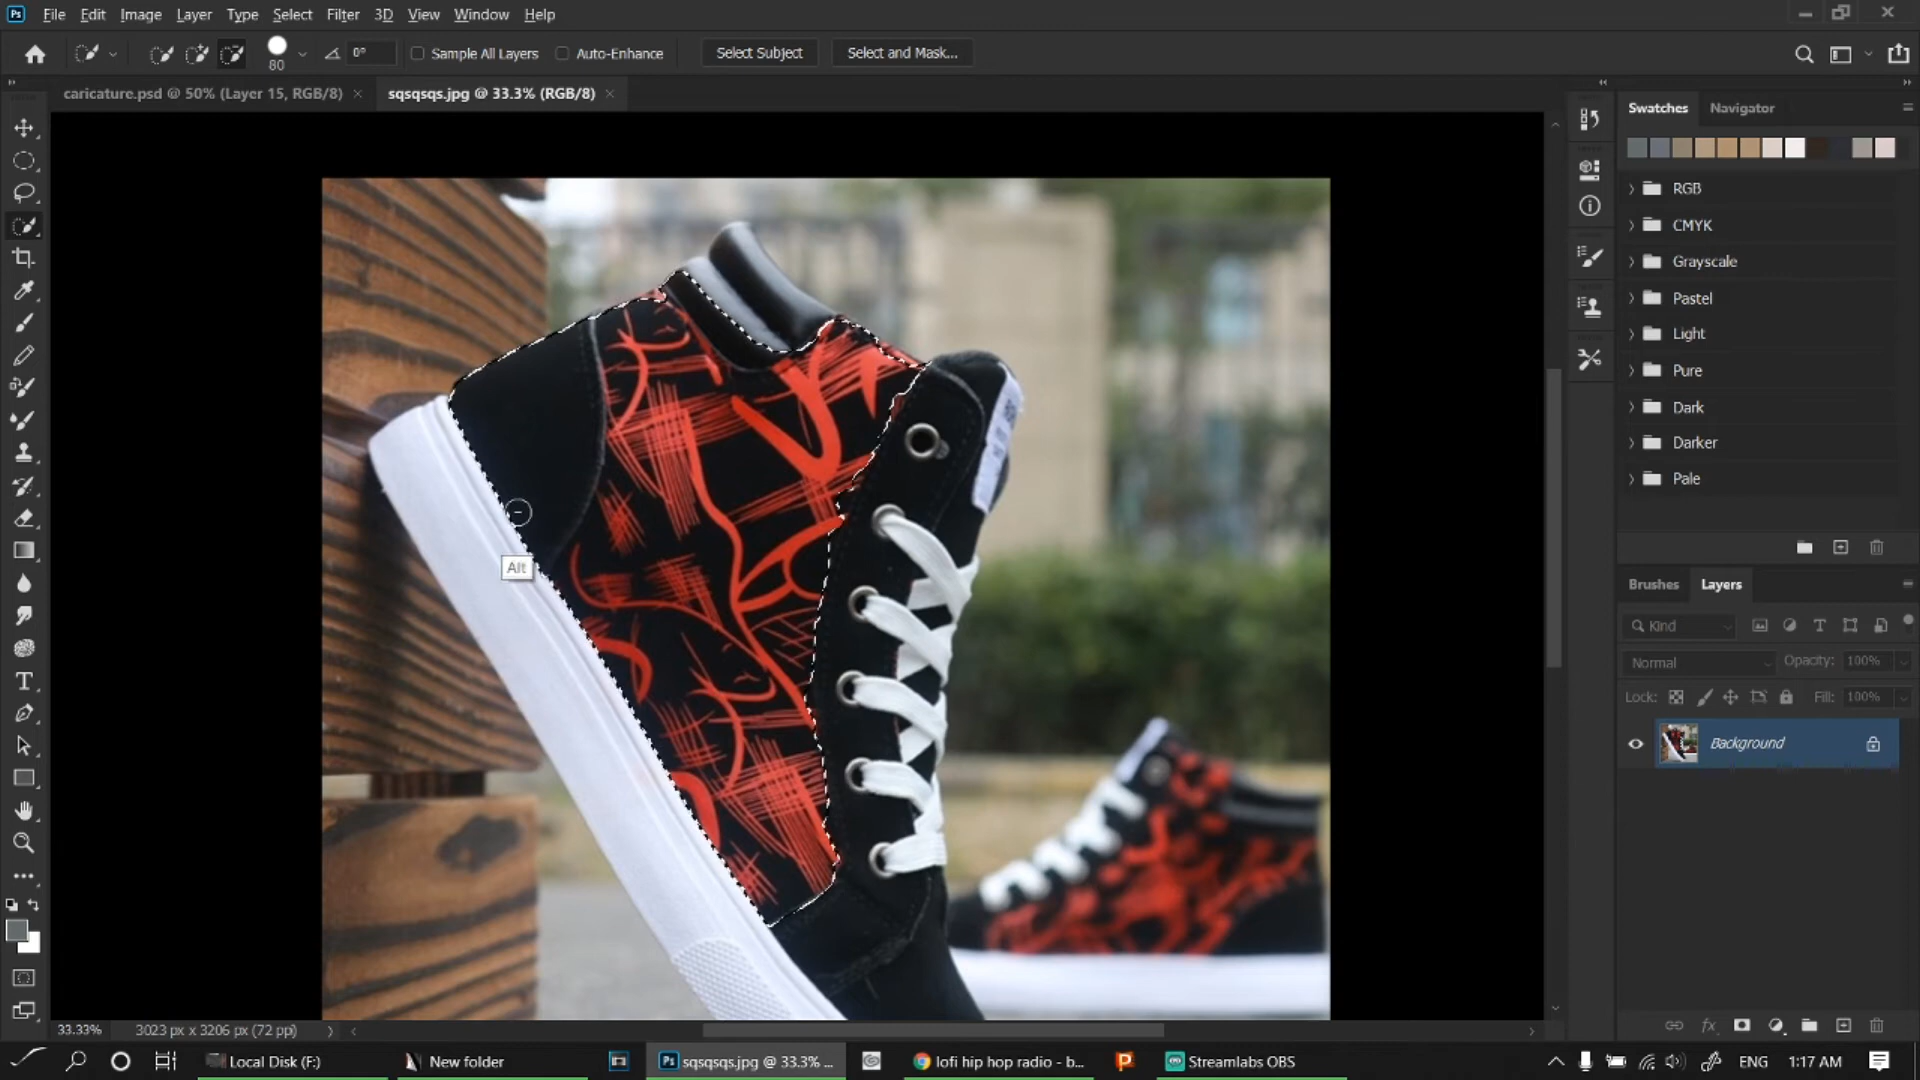 Ps File Edit Image Layer Type Select Filter 3D View Window Help
80 0° Sample All Layers Auto-Enhance Select Subject Select and Mask...
caricature.psd @ 50% (Layer 15, RGB/8) × sqsqsqs.jpg @ 33.3% (RGB/8) ×
Swatches Navigator
RGB
CMYK
Grayscale
Pastel
Light
Pure
Dark
Darker
Pale
Alt
Brushes Layers
Kind
Normal Opacity: 100%
Lock: Fill: 100%
Background
33.33% 3023 px x 3206 px (72 ppi)
Local Disk (F:) New folder Ps sqsqsqs.jpg @ 33.3% ... lofi hip hop radio - b... Streamlabs OBS ENG 1:17 AM